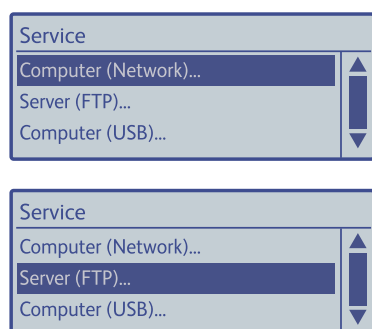 Service
Computer (Network)...
Server (FTP)...
Computer (USB)...
Service
Computer (Network)...
Server (FTP)...
Computer (USB)...